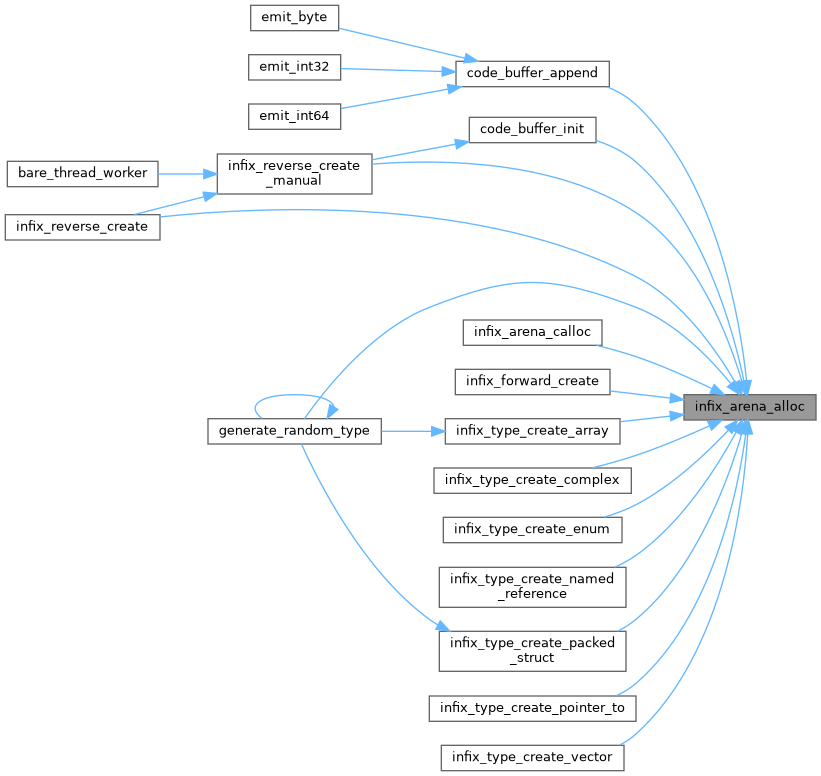 emit_byte
emit_int32
code_buffer_append
emit_int64
code_buffer_init
bare_thread_worker
infix_reverse_create
_manual
infix_reverse_create
infix_arena_calloc
infix_forward_create
infix_arena_alloc
generate_random_type
infix_type_create_array
infix_type_create_complex
infix_type_create_enum
infix_type_create_named
_reference
infix_type_create_packed
_struct
infix_type_create_pointer_to
infix_type_create_vector